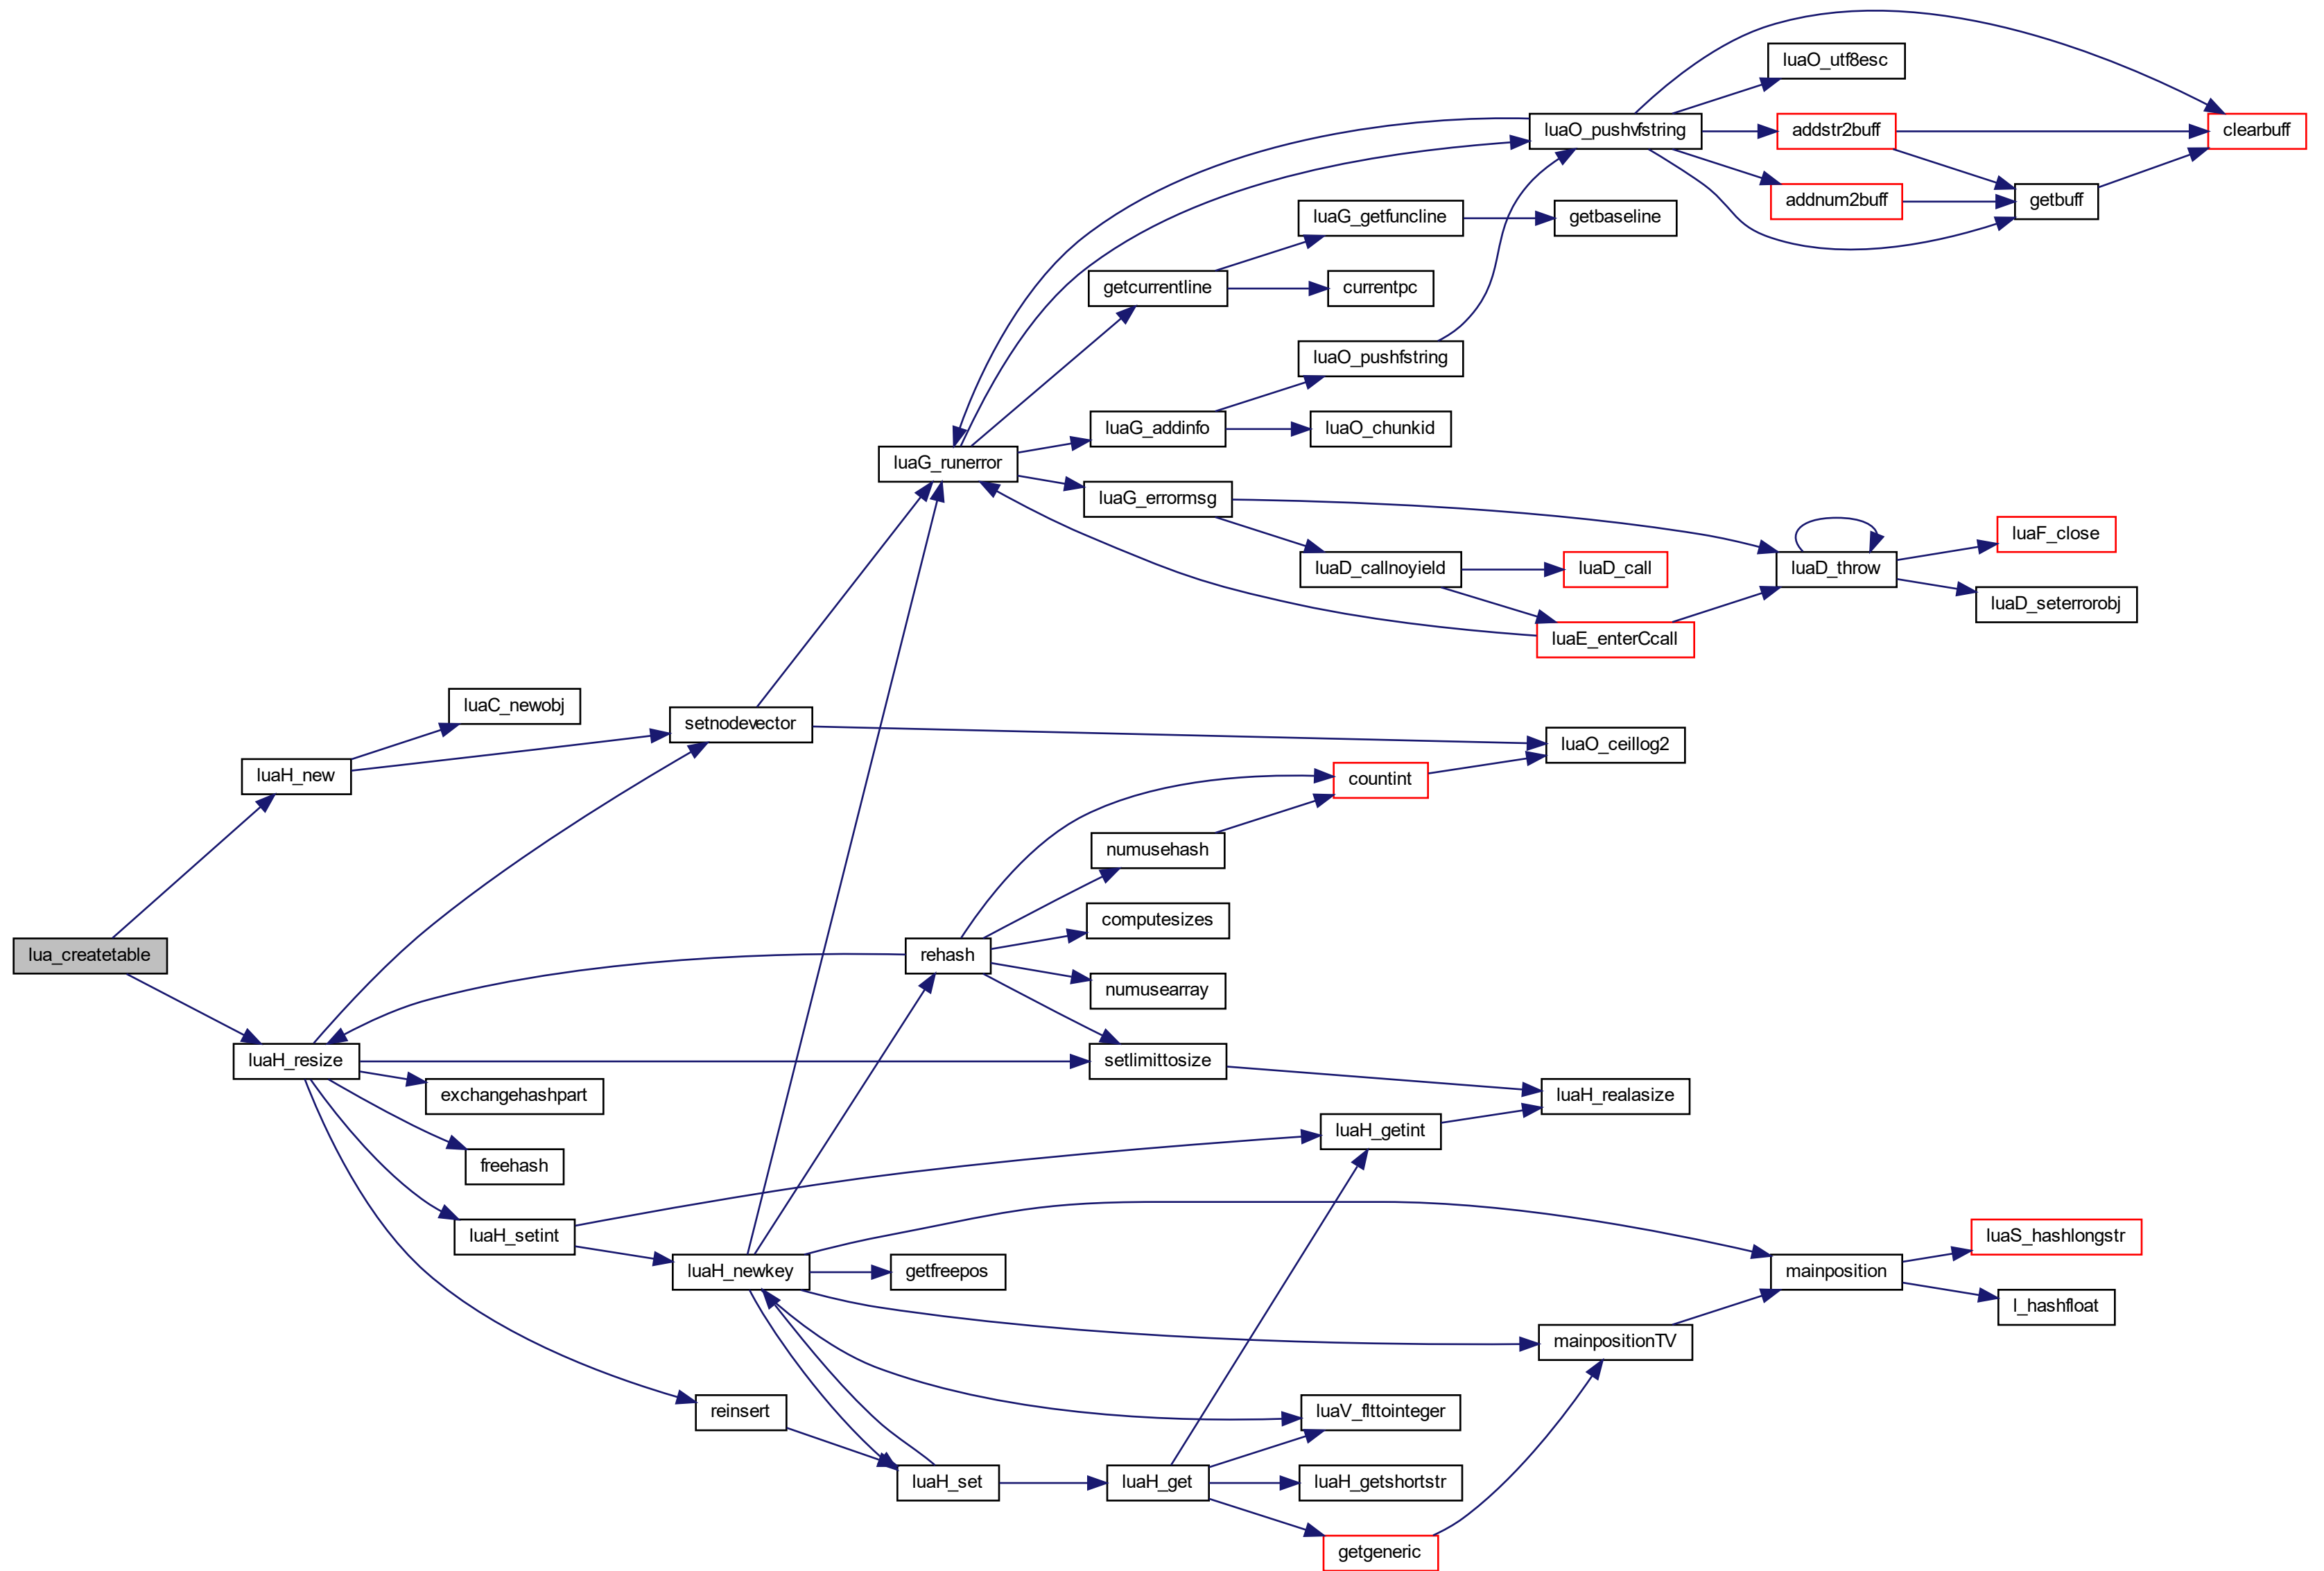 luaO_utf8esc
luaO_pushvfstring
addstr2buff
clearbuff
addnum2buff
getbuff
luaG_getfuncline
getbaseline
getcurrentline
currentpc
luaO_pushfstring
luaG_addinfo
luaO_chunkid
luaG_runerror
luaG_errormsg
luaF_close
luaD_callnoyield
luaD_call
luaD_throw
luaD_seterrorobj
luaE_enterCcall
luaC_newobj
setnodevector
luaO_ceillog2
luaH_new
countint
numusehash
computesizes
lua_createtable
rehash
numusearray
luaH_resize
setlimittosize
exchangehashpart
luaH_realasize
luaH_getint
freehash
luaH_setint
luaS_hashlongstr
luaH_newkey
getfreepos
mainposition
l_hashfloat
mainpositionTV
reinsert
luaV_flttointeger
luaH_set
luaH_get
luaH_getshortstr
getgeneric